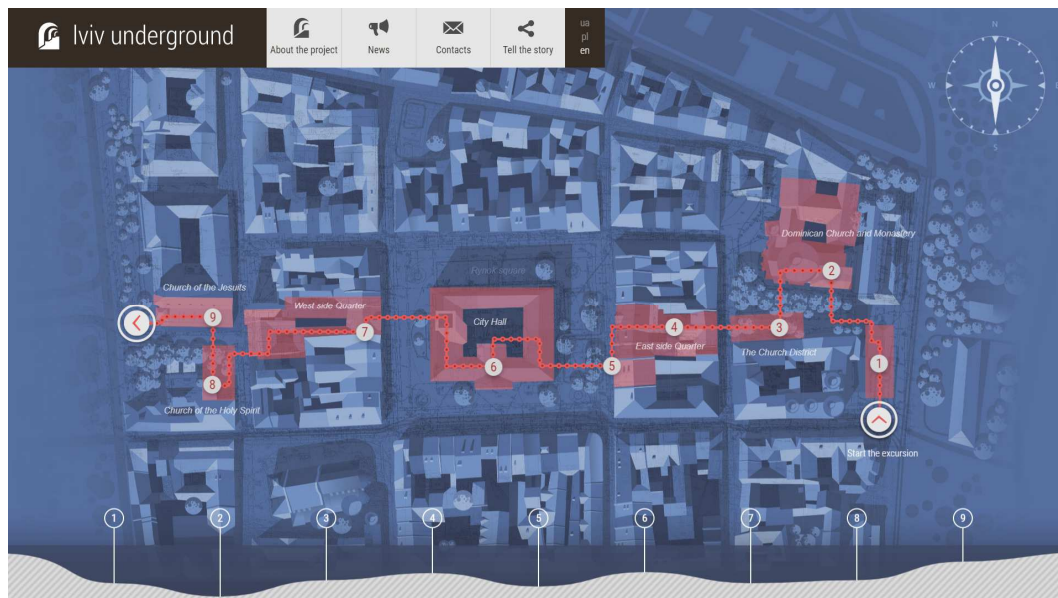 lviv underground
About the project
News
Contacts
Tell the story
ua
pl
en
N
W
S
Dominican Church and Monastery
2
Rynok square
Church of the Jesuits
9
West side Quarter
7
City Hall
4
3
East side Quarter
The Church District
5
6
1
8
Church of the Holy Spirit
Start the excursion
1
2
3
4
5
6
7
8
9